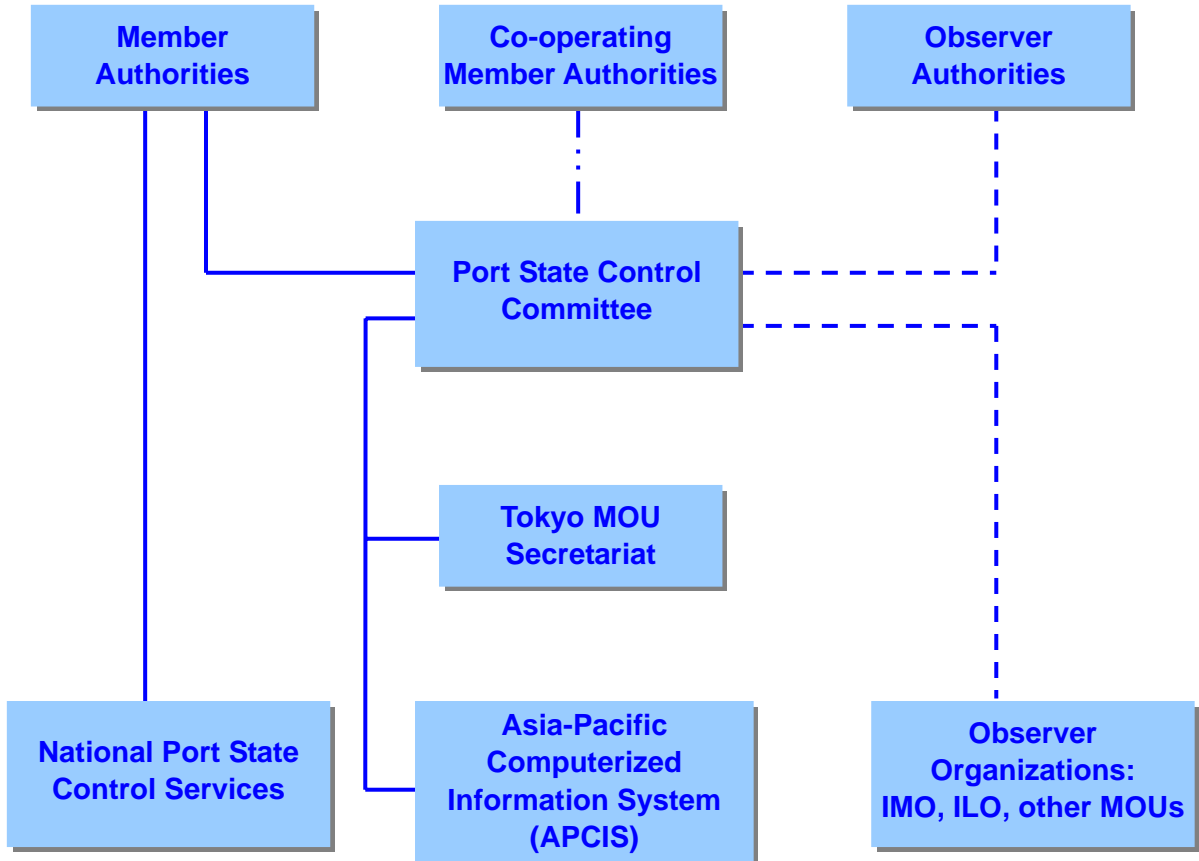 Member
Authorities
Co-operating
Member Authorities
Observer
Authorities
Port State Control
Committee
Tokyo MOU
Secretariat
National Port State
Control Services
Asia-Pacific
Computerized
Information System
(APCIS)
Observer
Organizations:
IMO, ILO, other MOUs